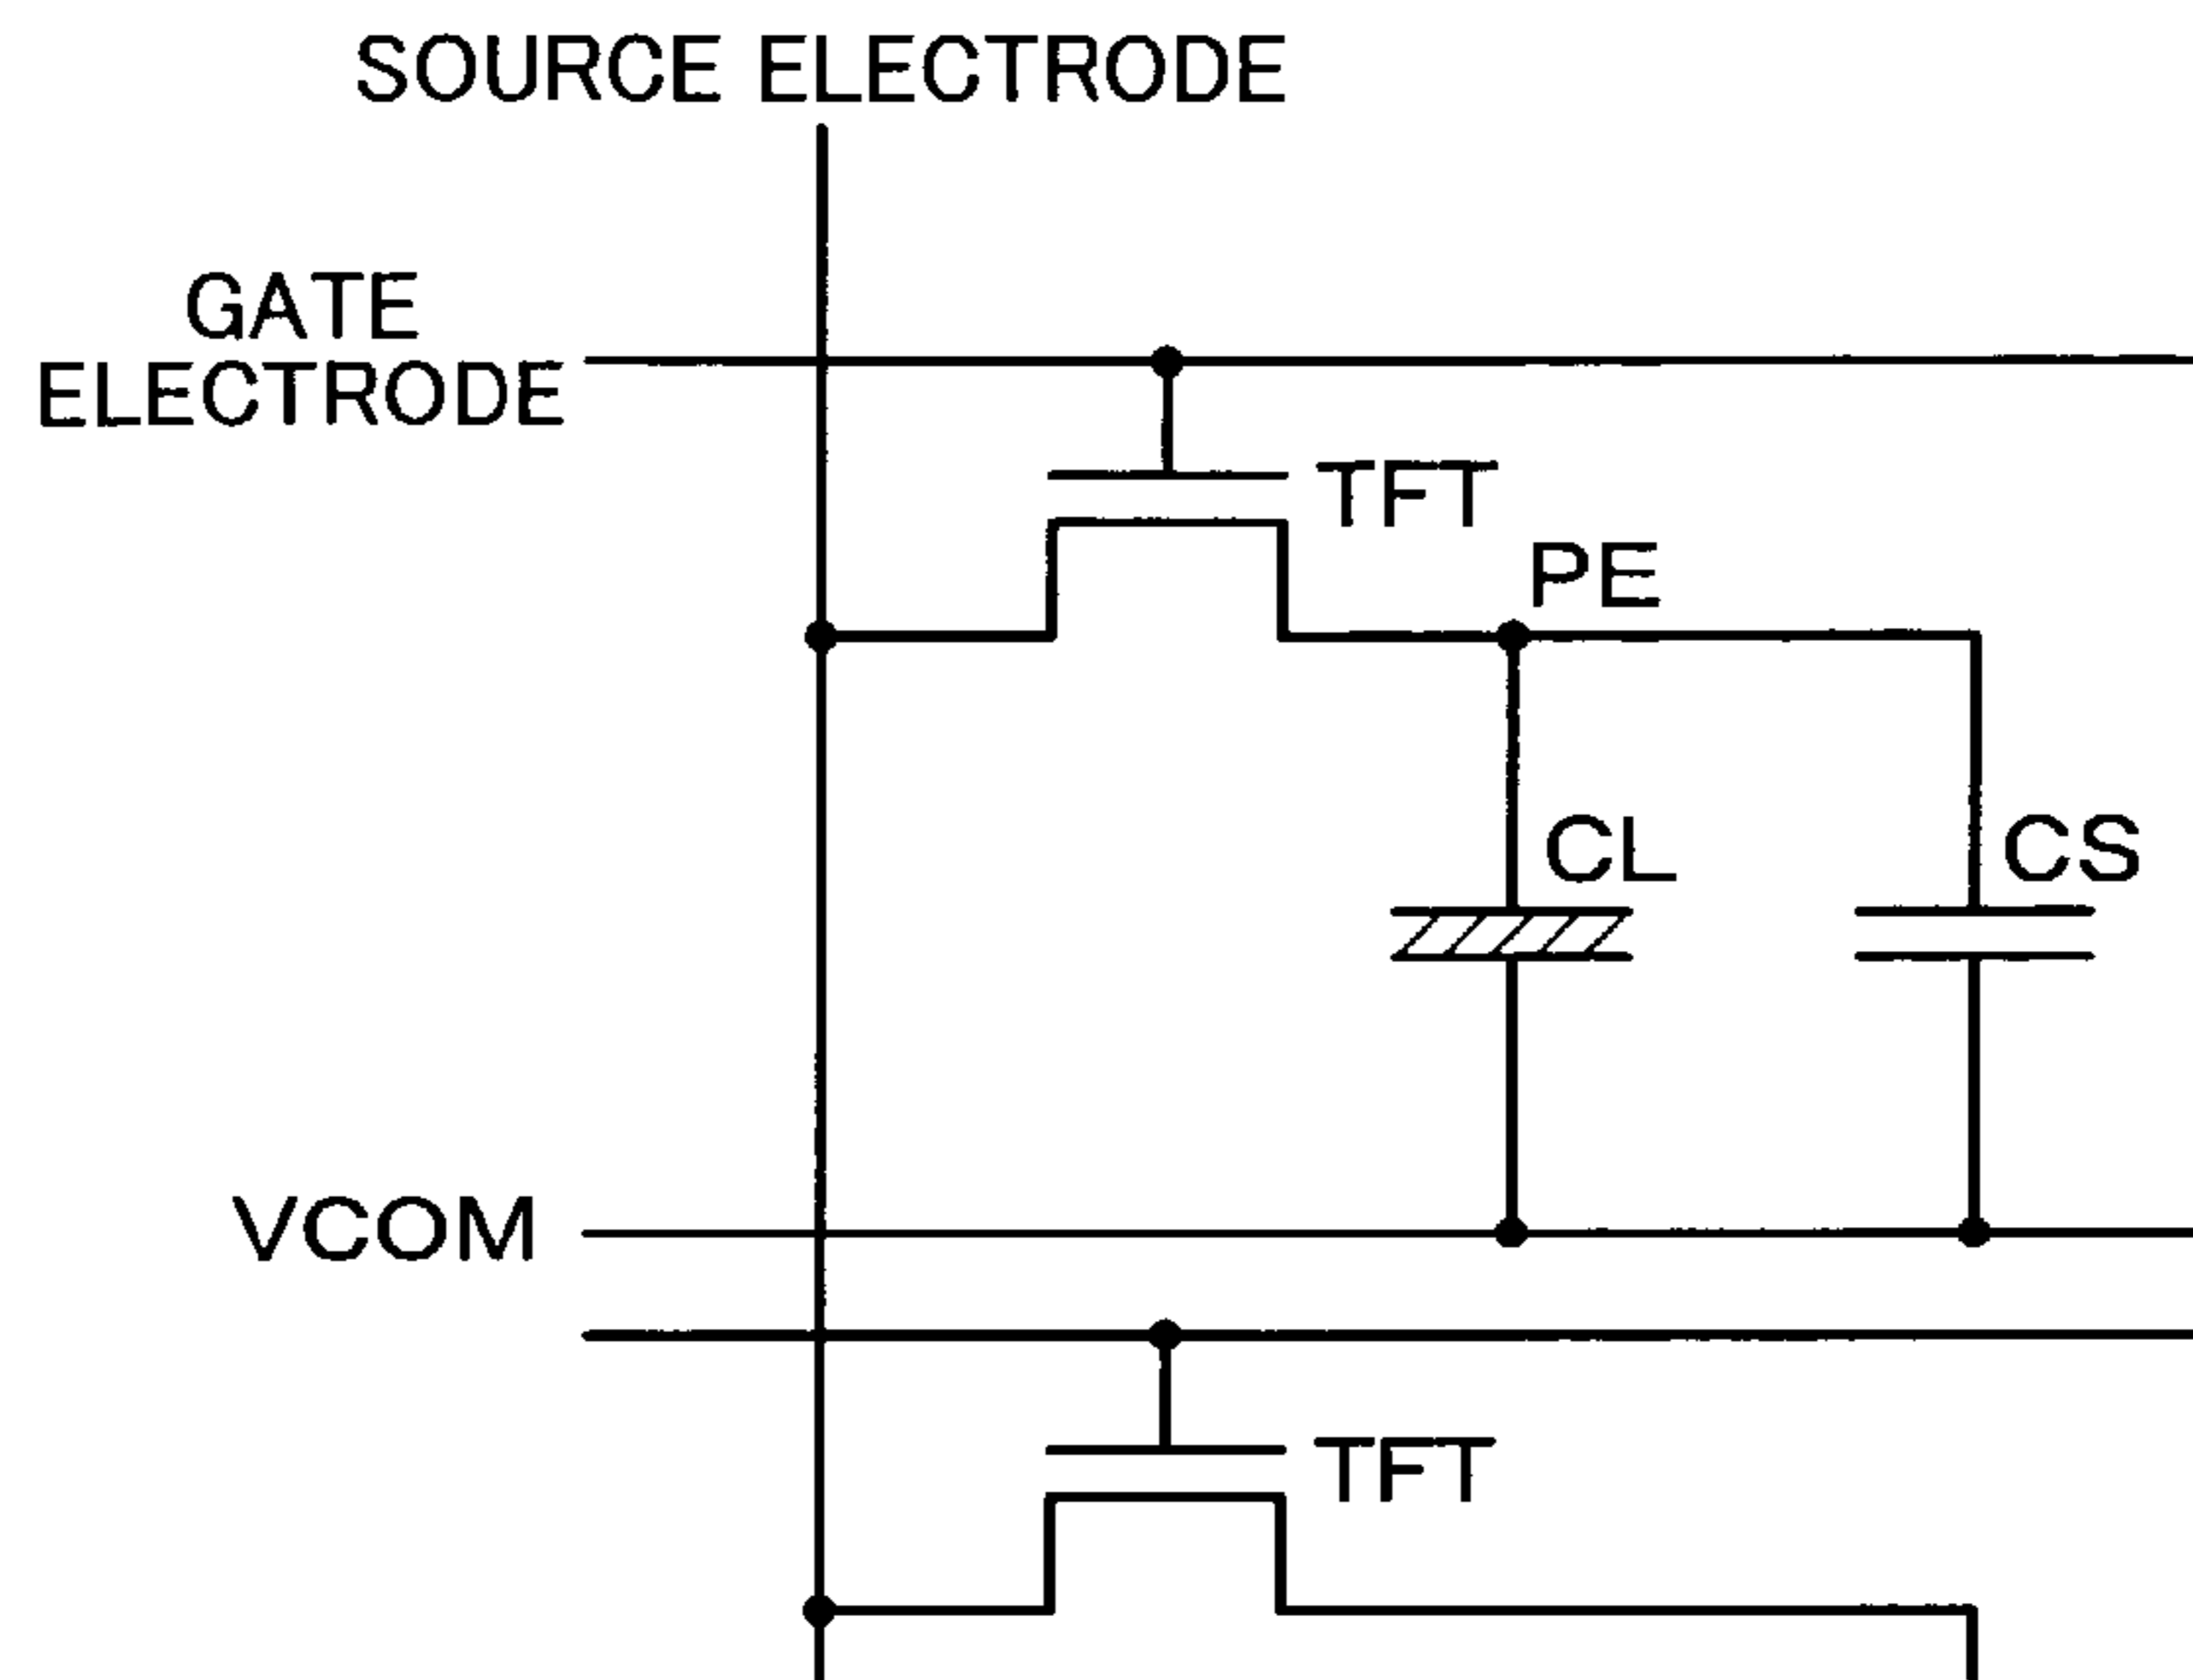 SOURCE ELECTRODE
GATE
ELECTRODE
TFT
PE
CL
CS
VCOM
TFT